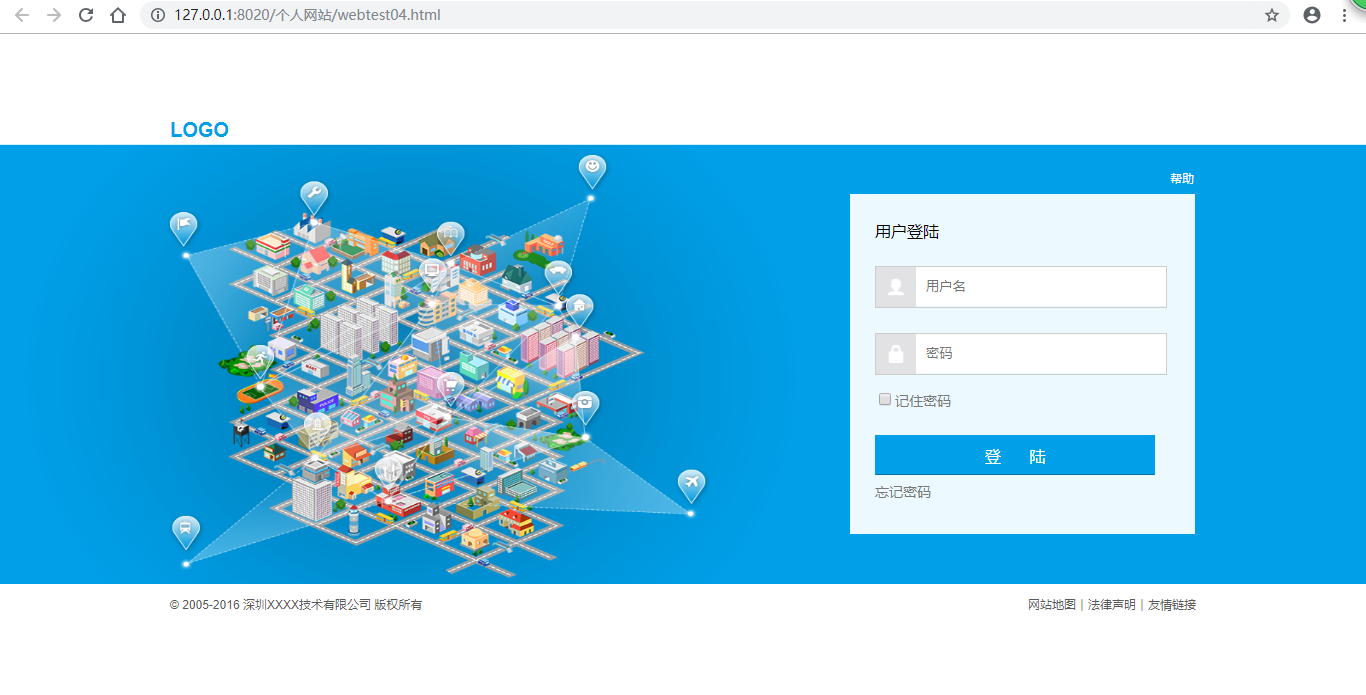 127.0.0.1:8020/个人网站/webtest04.html
LOGO
帮助
用户登陆
用户名
密码
记住密码
登 陆
忘记密码
© 2005-2016 深圳XXXX技术有限公司 版权所有
网站地图 | 法律声明 | 友情链接